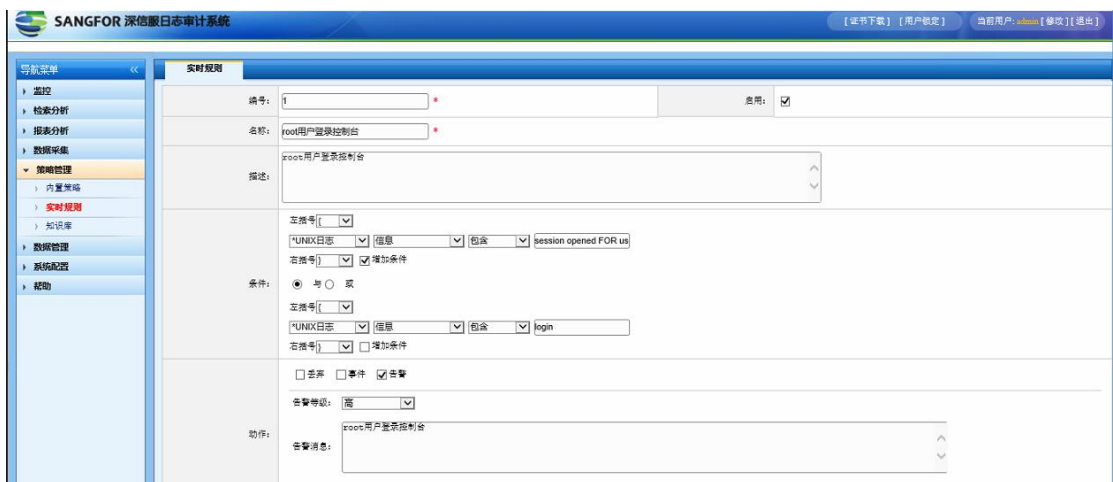 SANGFOR 深信服日志审计系统
[证书下载] [用户锁定] 当前用户: admin [修改][退出]
导航菜单 «
实时规则
监控
检索分析
报表分析
数据采集
策略管理
内置策略
实时规则
知识库
数据管理
系统配置
帮助
编号: 1 *
启用:
名称: root用户登录控制台 *
描述: root用户登录控制台
条件:
左括号 {
*UNIX日志 信息 包含 session opened FOR us
右括号 } 增加条件
与 或
左括号 {
*UNIX日志 信息 包含 login
右括号 } 增加条件
动作:
丢弃 事件 告警
告警等级: 高
告警消息: root用户登录控制台